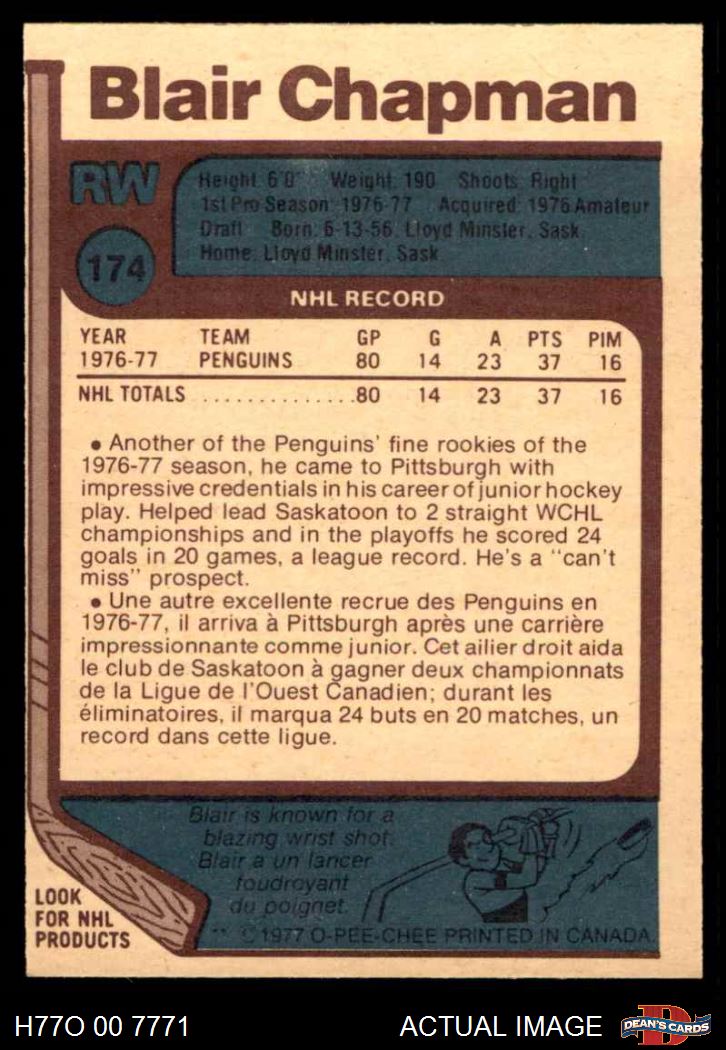 Blair Chapman
RW
Height: 6'0" Weight: 190 Shoots: Right
1st Pro Season: 1976-77 Acquired: 1976 Amateur
Draft Born: 6-13-56, Lloyd Minster, Sask.
Home: Lloyd Minster, Sask.
174
NHL RECORD
YEAR TEAM GP G A PTS PIM
1976-77 PENGUINS 80 14 23 37 16
NHL TOTALS ..............80 14 23 37 16
• Another of the Penguins' fine rookies of the
1976-77 season, he came to Pittsburgh with
impressive credentials in his career of junior hockey
play. Helped lead Saskatoon to 2 straight WCHL
championships and in the playoffs he scored 24
goals in 20 games, a league record. He's a "can't
miss" prospect.
• Une autre excellente recrue des Penguins en
1976-77, il arriva à Pittsburgh après une carrière
impressionnante comme junior. Cet ailier droit aida
le club de Saskatoon à gagner deux championnats
de la Ligue de l'Ouest Canadien; durant les
éliminatoires, il marqua 24 buts en 20 matches, un
record dans cette ligue.
Blair is known for a
blazing wrist shot.
Blair a un lancer
foudroyant
du poignet.
LOOK
FOR NHL
PRODUCTS
** ©1977 O-PEE-CHEE PRINTED IN CANADA.
H77O 00 7771
ACTUAL IMAGE
D
DEAN'S CARDS